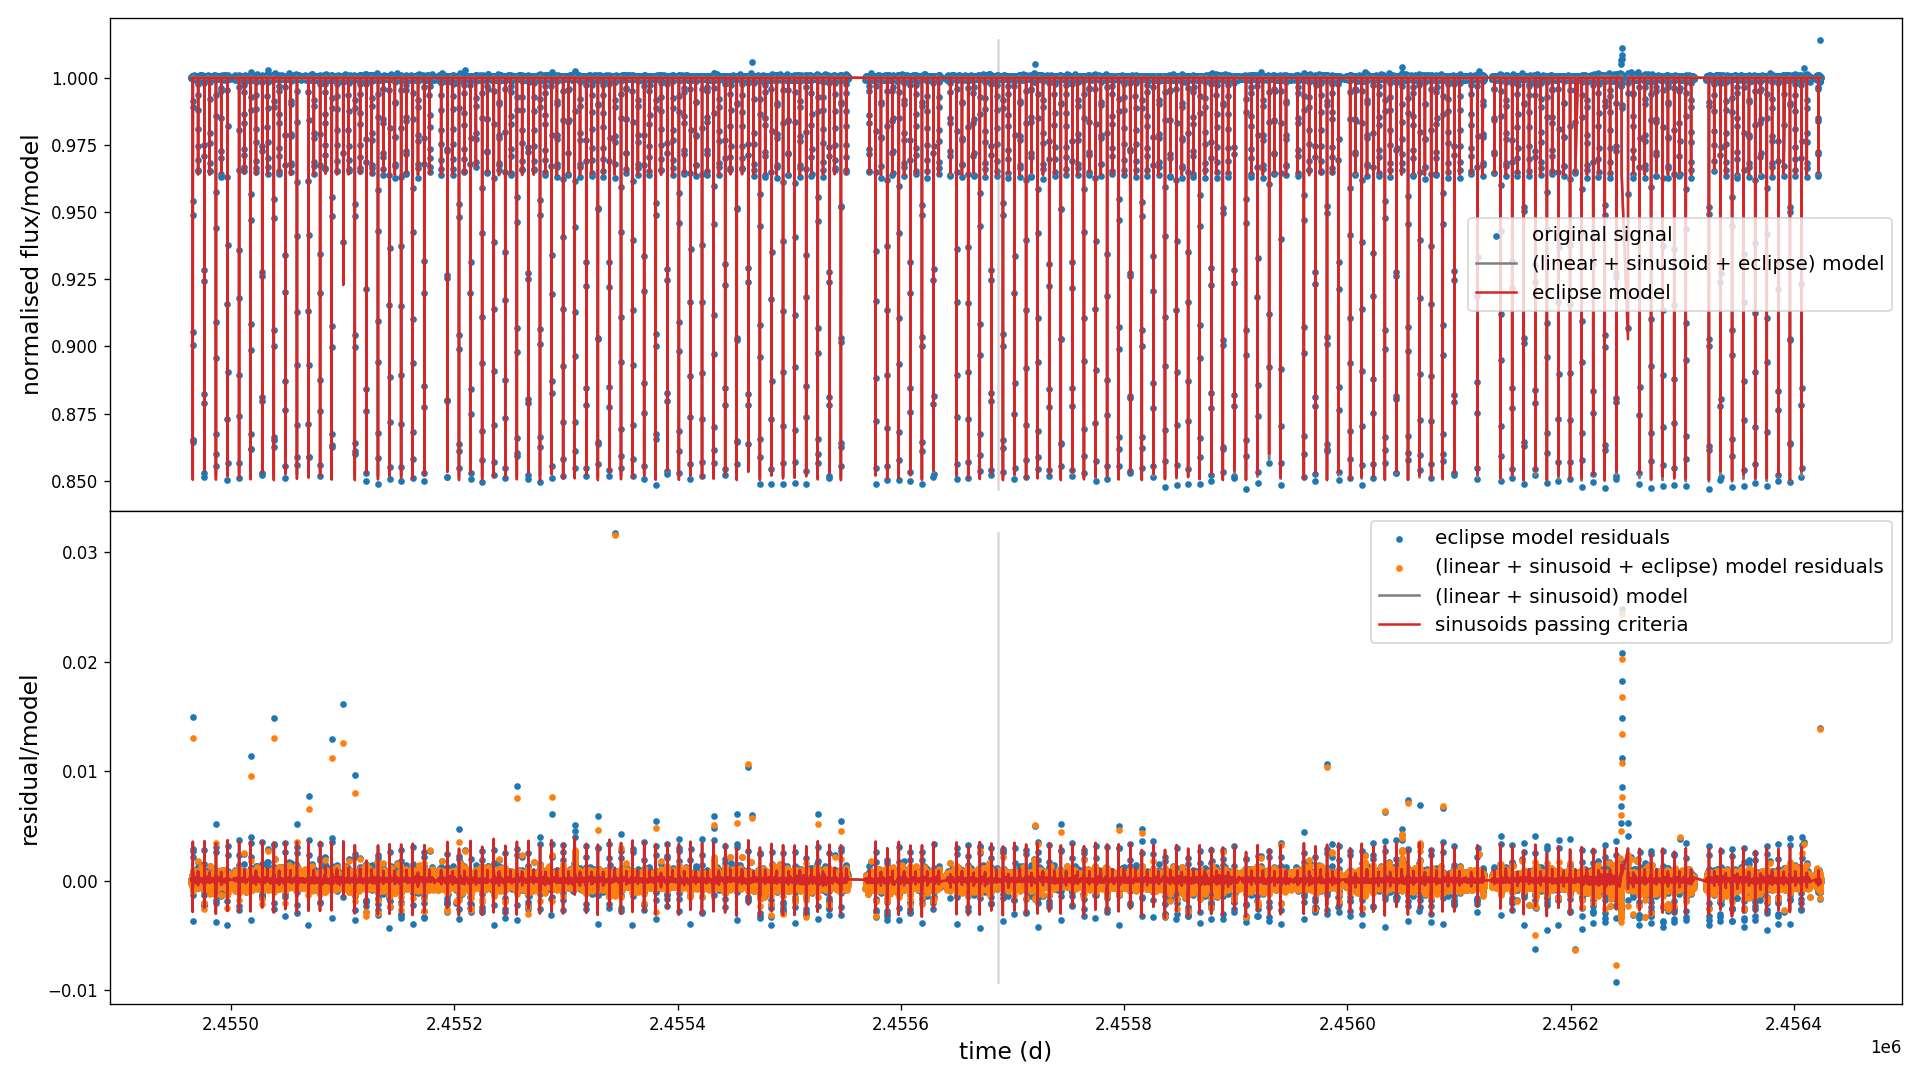 normalised flux/model
1.000
0.975
0.950
0.925
0.900
0.875
0.850
original signal
(linear + sinusoid + eclipse) model
eclipse model
residual/model
0.03
0.02
0.01
0.00
−0.01
eclipse model residuals
(linear + sinusoid + eclipse) model residuals
(linear + sinusoid) model
sinusoids passing criteria
2.4550
2.4552
2.4554
2.4556
2.4558
2.4560
2.4562
2.4564
1e6
time (d)